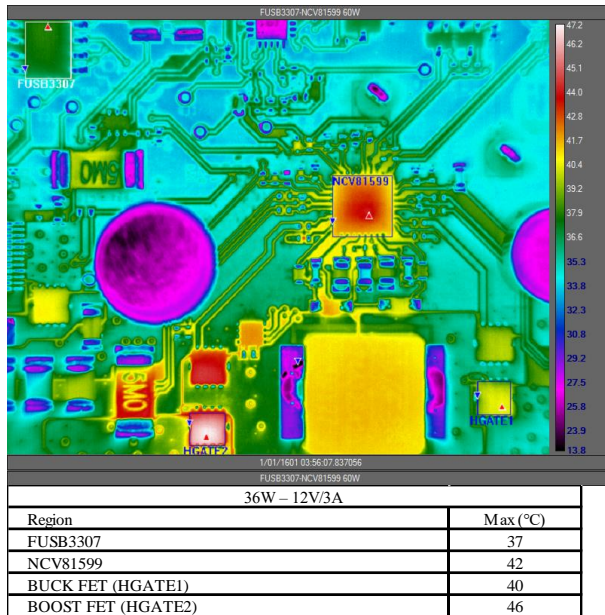 FUSB3307-NCV81599 60W
47.2
46.2
45.1
44.0
42.8
41.7
40.4
39.2
37.9
36.6
35.3
33.8
32.3
30.8
29.2
27.5
25.8
23.9
13.8
FUSB3307
NCV81599
5M0
5M0
HGATE1
HGATE2
1/01/1601 03:56:07.837056
FUSB3307-NCV81599 60W
36W – 12V/3A
Region Max (°C)
FUSB3307 37
NCV81599 42
BUCK FET (HGATE1) 40
BOOST FET (HGATE2) 46